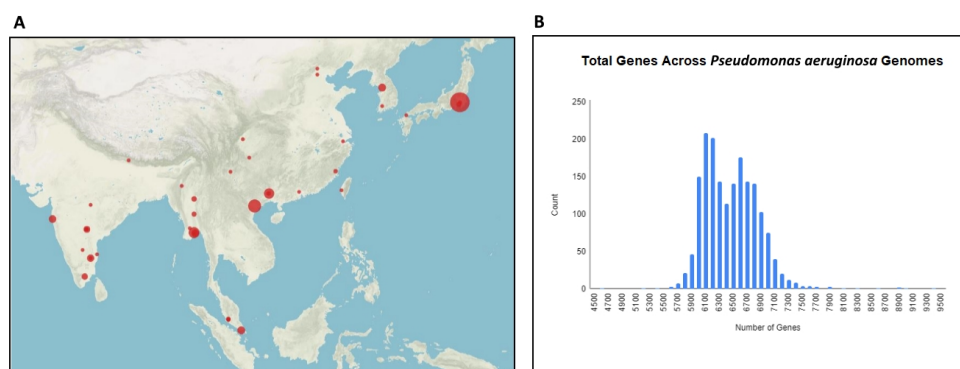 A
B
Total Genes Across Pseudomonas aeruginosa Genomes
250
200
150
100
50
0
Count
4500 4700 4900 5100 5300 5500 5700 5900 6100 6300 6500 6700 6900 7100 7300 7500 7700 7900 8100 8300 8500 8700 8900 9100 9300 9500
Number of Genes